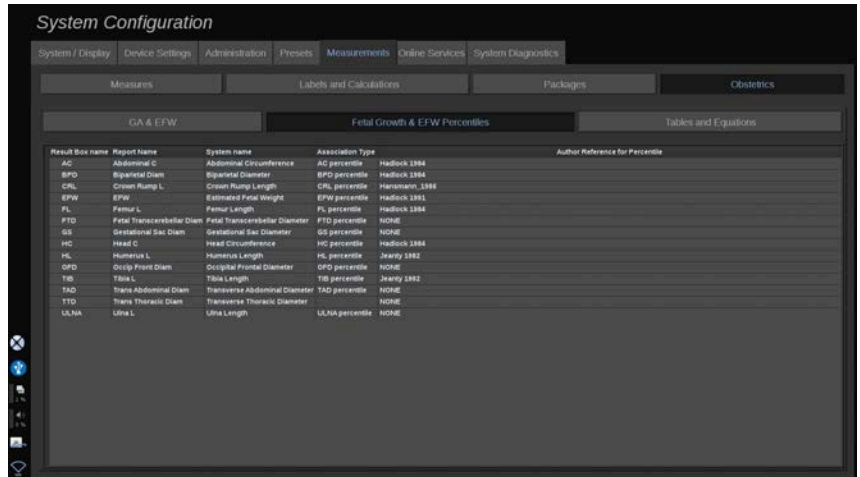 System Configuration
System / Display Device Settings Administration Presets Measurements Online Services System Diagnostics
Measures Labels and Calculations Packages Obstetrics
GA & EFW Fetal Growth & EFW Percentiles Tables and Equations
Result Box name Report Name System name Association Type Author Reference for Percentile
AC Abdominal C Abdominal Circumference AC percentile Hadlock 1984
BPD Biparietal Diam Biparietal Diameter BPD percentile Hadlock 1984
CRL Crown Rump L Crown Rump Length CRL percentile Hansmann_1986
EFW EFW Estimated Fetal Weight EFW percentile Hadlock 1991
FL Femur L Femur Length FL percentile Hadlock 1984
FTD Fetal Transcerebellar Diam Fetal Transcerebellar Diameter FTD percentile NONE
GS Gestational Sac Diam Gestational Sac Diameter GS percentile NONE
HC Head C Head Circumference HC percentile Hadlock 1984
HL Humerus L Humerus Length HL percentile Jeanty 1982
OFD Occip Front Diam Occipital Frontal Diameter OFD percentile NONE
TIB Tibia L Tibia Length TIB percentile Jeanty 1982
TAD Trans Abdominal Diam Transverse Abdominal Diameter TAD percentile NONE
TTD Trans Thoracic Diam Transverse Thoracic Diameter NONE
ULNA Ulna L Ulna Length ULNA percentile NONE